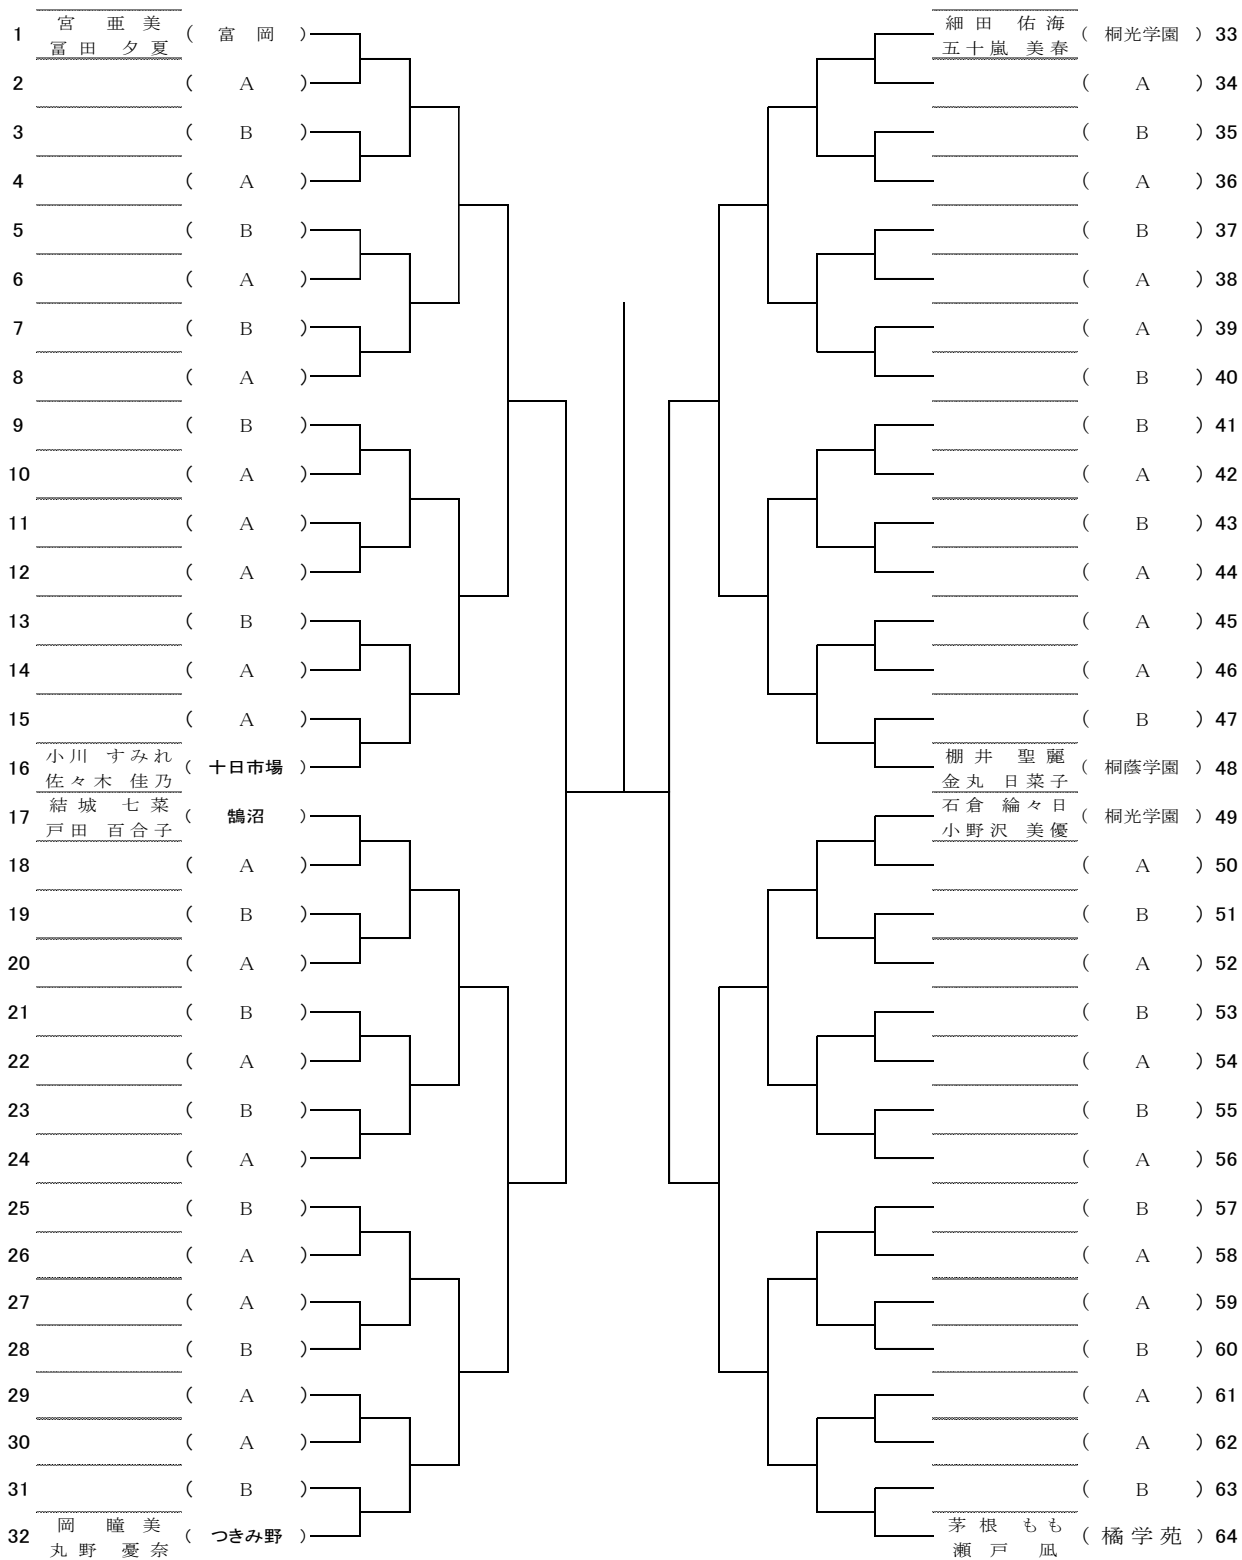 宮 亜 美
1 ( 富 岡 )
冨 田 夕 夏
2 ( A )
3 ( B )
4 ( A )
5 ( B )
6 ( A )
7 ( B )
8 ( A )
9 ( B )
10 ( A )
11 ( A )
12 ( A )
13 ( B )
14 ( A )
15 ( A )
小 川 す み れ
16 ( 十日市場 )
佐 々 木 佳 乃
結 城 七 菜
17 ( 鵠沼 )
戸 田 百 合 子
18 ( A )
19 ( B )
20 ( A )
21 ( B )
22 ( A )
23 ( B )
24 ( A )
25 ( B )
26 ( A )
27 ( A )
28 ( B )
29 ( A )
30 ( A )
31 ( B )
岡 瞳 美
32 ( つきみ野 )
丸 野 憂 奈
細 田 佑 海
( 桐光学園 ) 33
五 十 嵐 美 春
( A ) 34
( B ) 35
( A ) 36
( B ) 37
( A ) 38
( A ) 39
( B ) 40
( B ) 41
( A ) 42
( B ) 43
( A ) 44
( A ) 45
( A ) 46
( B ) 47
棚 井 聖 麗
( 桐蔭学園 ) 48
金 丸 日 菜 子
石 倉 綸 々 日
( 桐光学園 ) 49
小 野 沢 美 優
( A ) 50
( B ) 51
( A ) 52
( B ) 53
( A ) 54
( B ) 55
( A ) 56
( B ) 57
( A ) 58
( A ) 59
( B ) 60
( A ) 61
( A ) 62
( B ) 63
茅 根 も も
( 橘 学 苑 ) 64
瀬 戸 凪